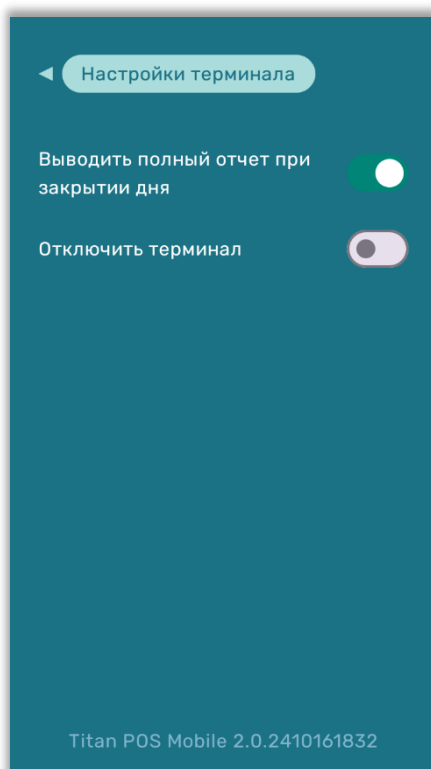 Настройки терминала
Выводить полный отчет при
закрытии дня
Отключить терминал
Titan POS Mobile 2.0.2410161832